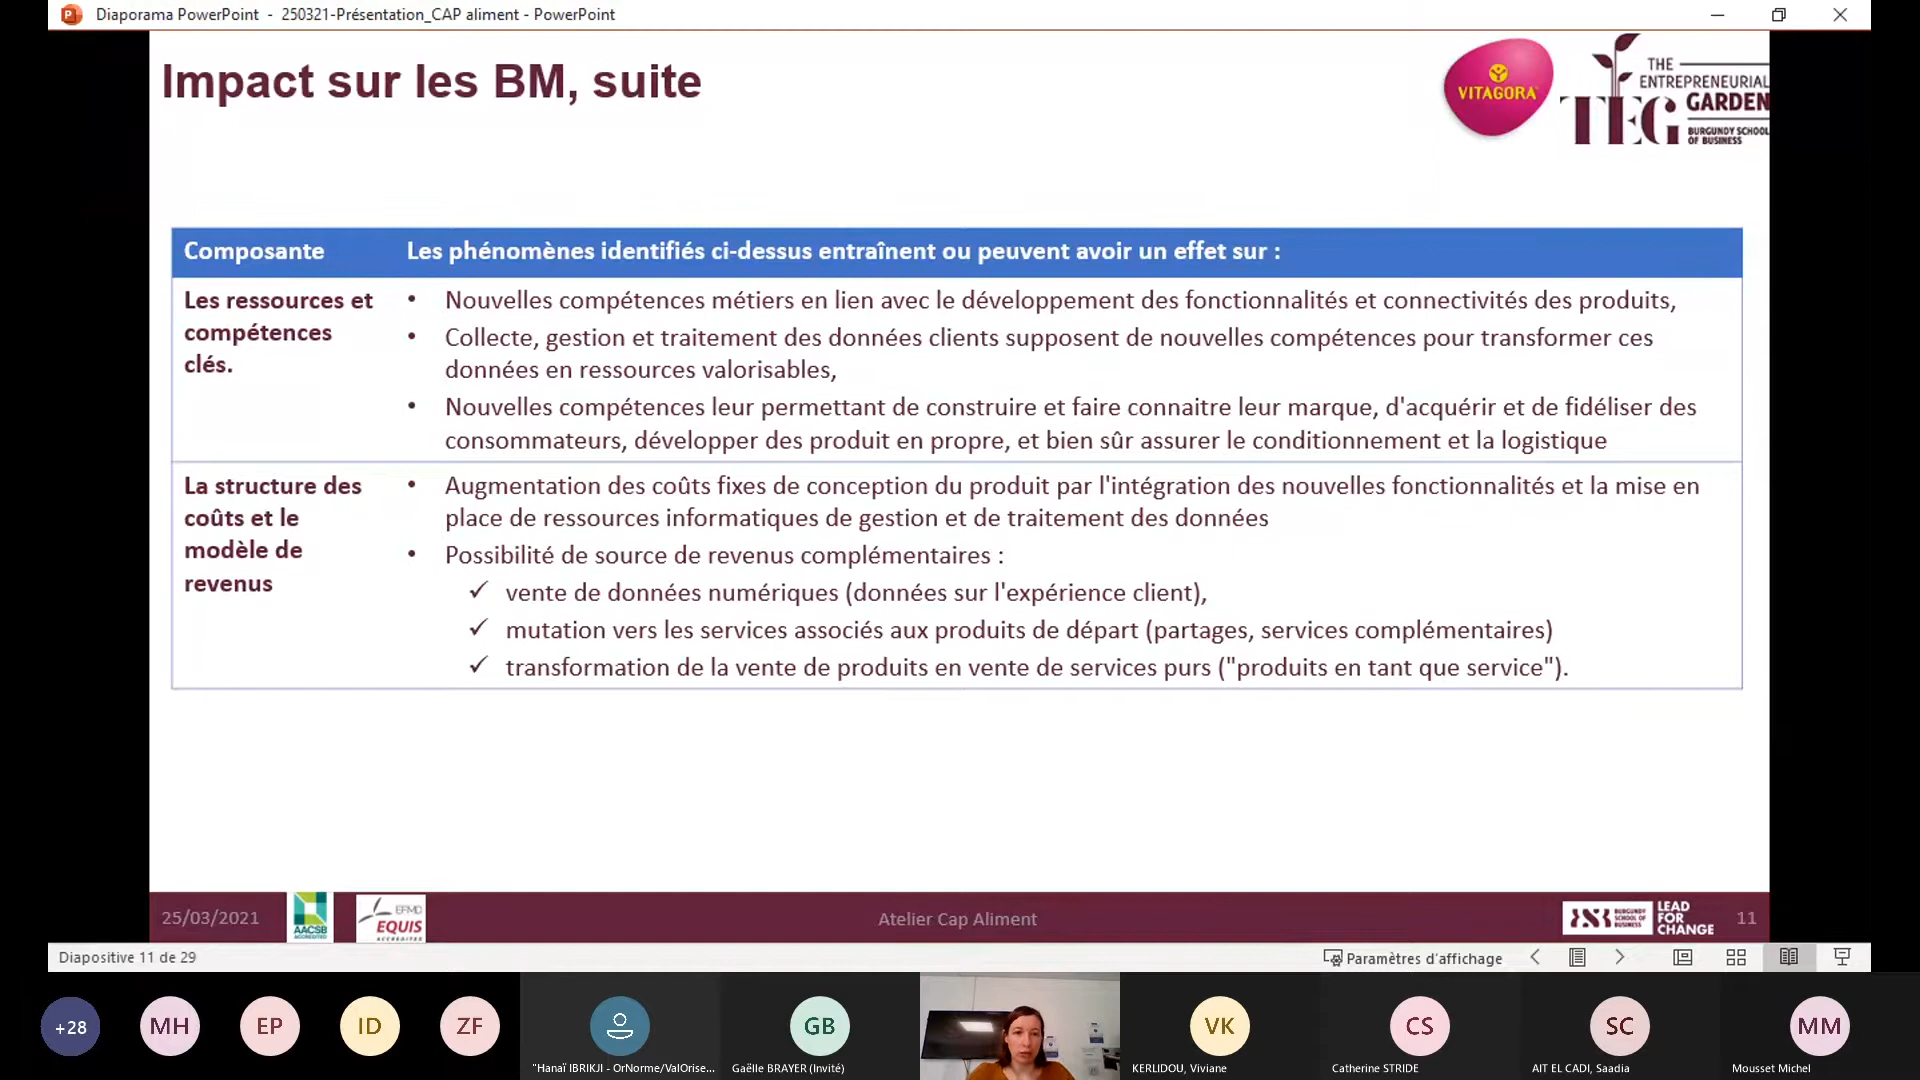 Diaporama PowerPoint - 250321-Présentation_CAP aliment - PowerPoint
Impact sur les BM, suite
VITAGORA
THE
ENTREPRENEURIAL
GARDEN
TEG
BURGUNDY SCHOOL
OF BUSINESS
Composante
Les phénomènes identifiés ci-dessus entraînent ou peuvent avoir un effet sur :
Les ressources et
compétences
clés.
• Nouvelles compétences métiers en lien avec le développement des fonctionnalités et connectivités des produits,
• Collecte, gestion et traitement des données clients supposent de nouvelles compétences pour transformer ces
données en ressources valorisables,
• Nouvelles compétences leur permettant de construire et faire connaitre leur marque, d'acquérir et de fidéliser des
consommateurs, développer des produit en propre, et bien sûr assurer le conditionnement et la logistique
La structure des
coûts et le
modèle de
revenus
• Augmentation des coûts fixes de conception du produit par l'intégration des nouvelles fonctionnalités et la mise en
place de ressources informatiques de gestion et de traitement des données
• Possibilité de source de revenus complémentaires :
✓ vente de données numériques (données sur l'expérience client),
✓ mutation vers les services associés aux produits de départ (partages, services complémentaires)
✓ transformation de la vente de produits en vente de services purs ("produits en tant que service").
25/03/2021
AACSB
ACCREDITED
EFMD
EQUIS
ACCREDITED
Atelier Cap Aliment
BSB
BURGUNDY
SCHOOL OF
BUSINESS
LEAD
FOR
CHANGE
11
Diapositive 11 de 29
Paramètres d'affichage
+28
MH
EP
ID
ZF
GB
VK
CS
SC
MM
"Hanaï IBRIKJI - OrNorme/ValOrise...
Gaëlle BRAYER (Invité)
KERLIDOU, Viviane
Catherine STRIDE
AIT EL CADI, Saadia
Mousset Michel